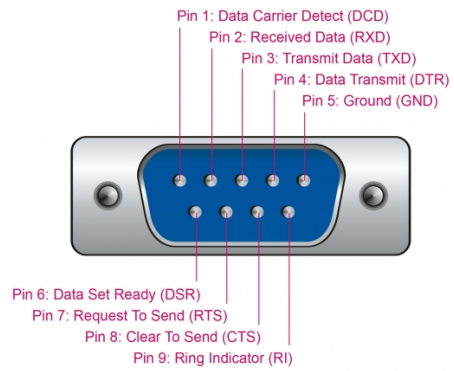 Pin 1: Data Carrier Detect (DCD)
Pin 2: Received Data (RXD)
Pin 3: Transmit Data (TXD)
Pin 4: Data Transmit (DTR)
Pin 5: Ground (GND)
Pin 6: Data Set Ready (DSR)
Pin 7: Request To Send (RTS)
Pin 8: Clear To Send (CTS)
Pin 9: Ring Indicator (RI)